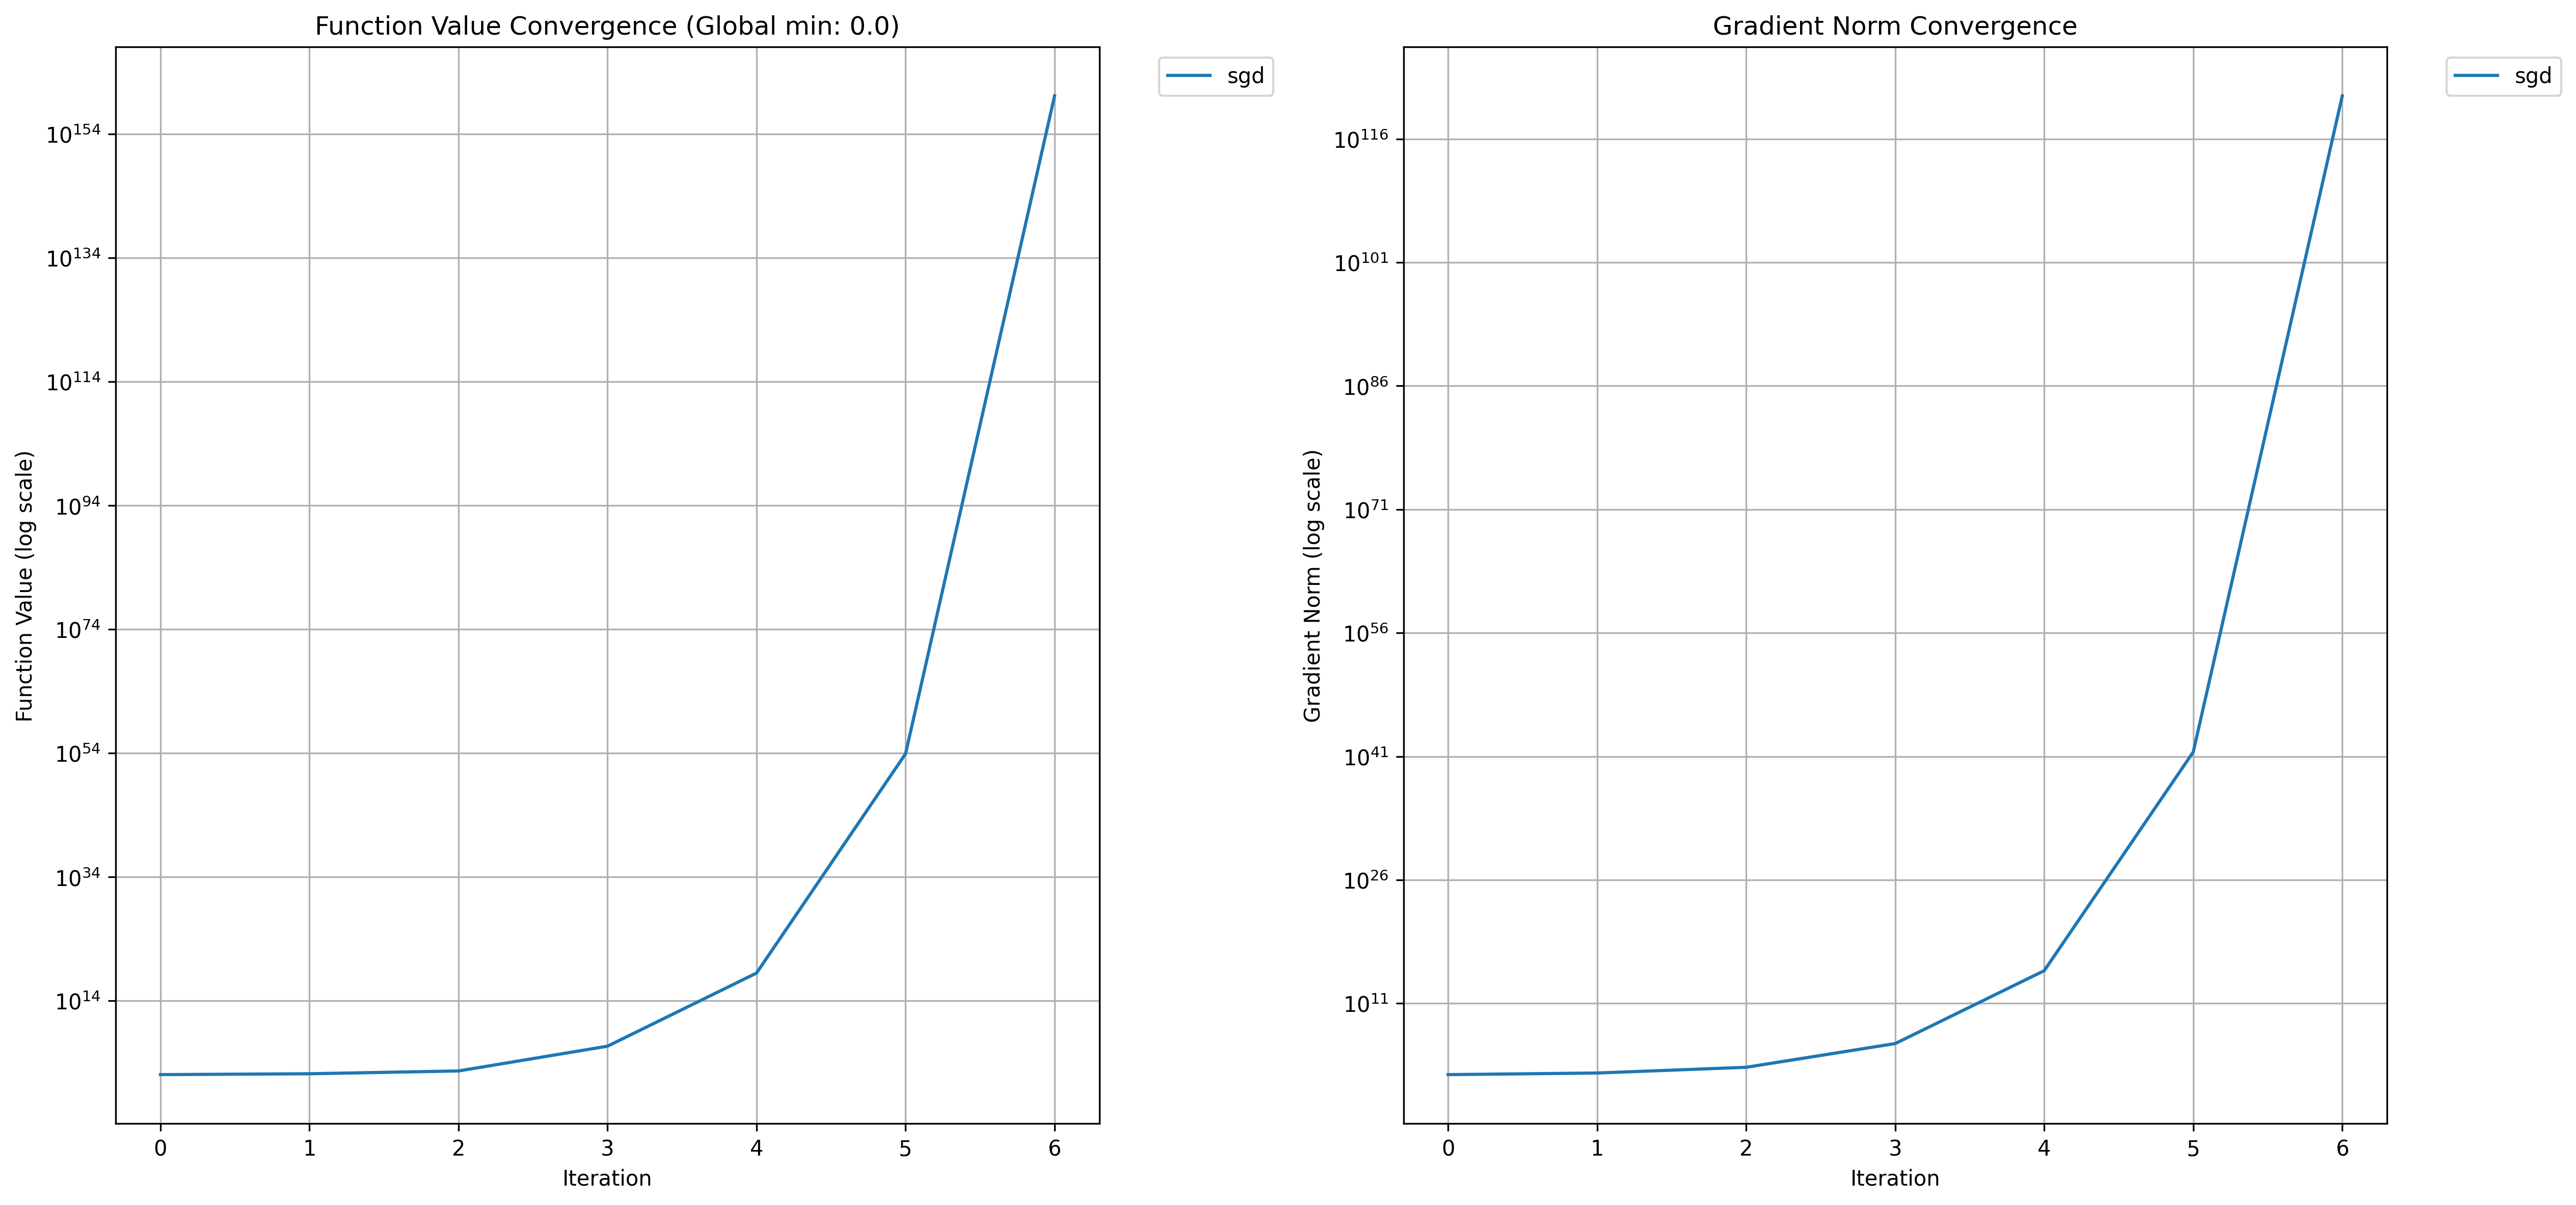 Function Value Convergence (Global min: 0.0)
sgd
Function Value (log scale)
10^154
10^134
10^114
10^94
10^74
10^54
10^34
10^14
0 1 2 3 4 5 6
Iteration
Gradient Norm Convergence
sgd
Gradient Norm (log scale)
10^116
10^101
10^86
10^71
10^56
10^41
10^26
10^11
0 1 2 3 4 5 6
Iteration